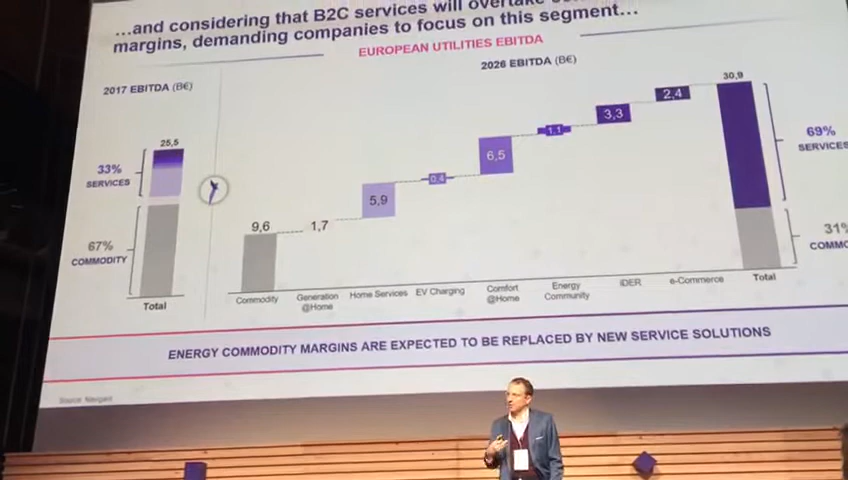 ...and considering that B2C services will
margins, demanding companies to focus on this segment...
EUROPEAN UTILITIES EBITDA
2017 EBITDA (B€)
2026 EBITDA (B€)
25,5
33%
SERVICES
67%
COMMODITY
Total
9,6
1,7
5,9
0,4
6,5
1,1
3,3
2,4
30,9
69%
SERVICES
31%
Commodity
Generation
@Home
Home Services
EV Charging
Comfort
@Home
Energy
Community
iDER
e-Commerce
Total
ENERGY COMMODITY MARGINS ARE EXPECTED TO BE REPLACED BY NEW SERVICE SOLUTIONS
Source: Navigant